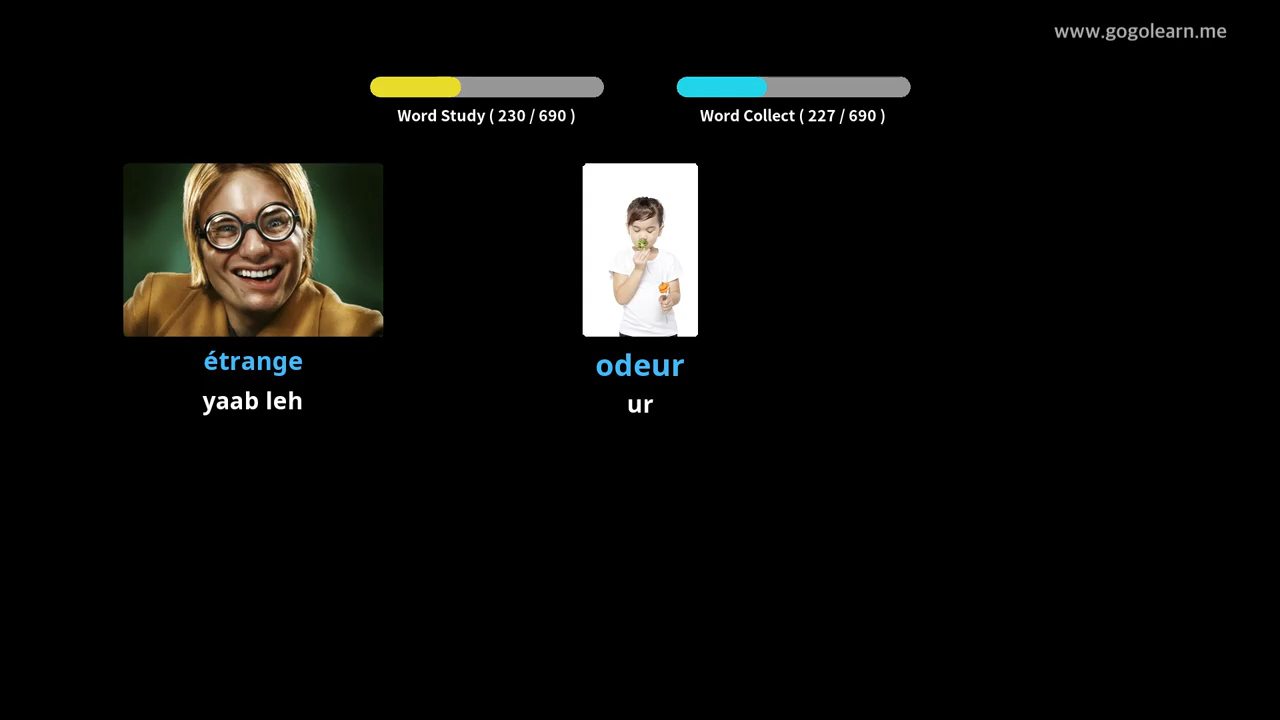 www.gogolearn.me
Word Study ( 230 / 690 )
Word Collect ( 227 / 690 )
étrange
yaab leh
odeur
ur